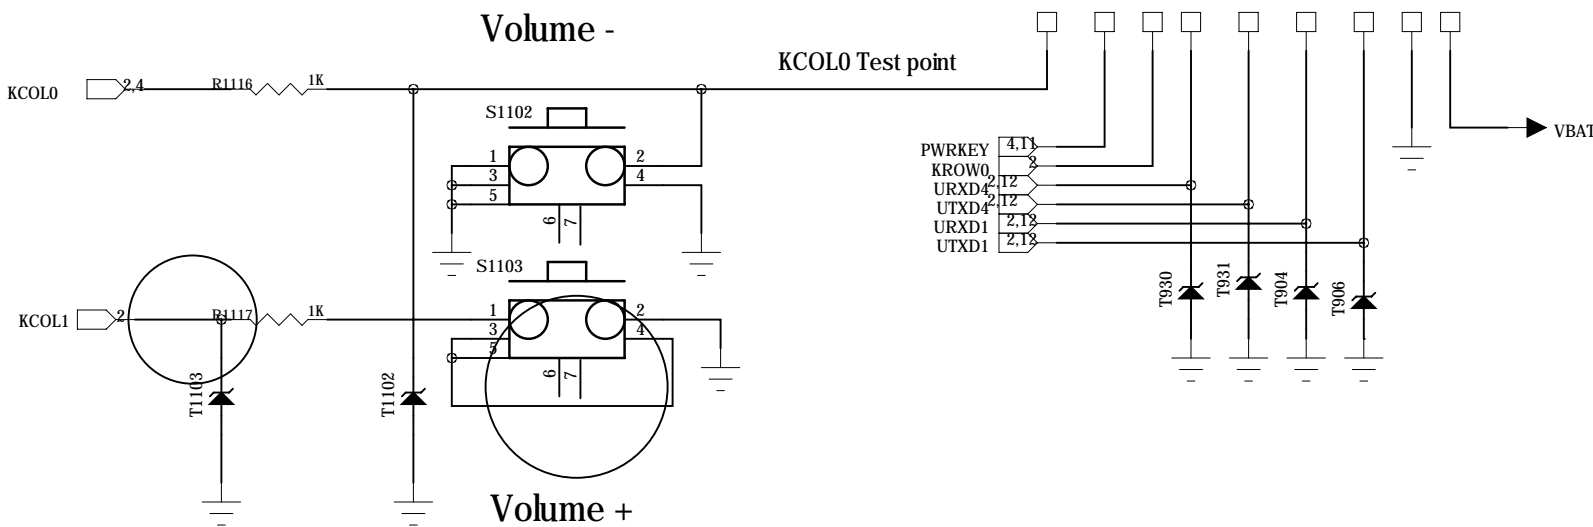 Volume -
KCOL0 Test point
KCOL0
2,4
R1116
1K
S1102
1
2
3
4
5
6
7
PWRKEY
4,11
KROW0
2
URXD4
2,12
UTXD4
2,12
URXD1
2,12
UTXD1
2,12
VBAT
S1103
KCOL1
2
R1117
1K
1
2
3
4
5
6
7
T1103
T1102
T930
T931
T904
T906
Volume +